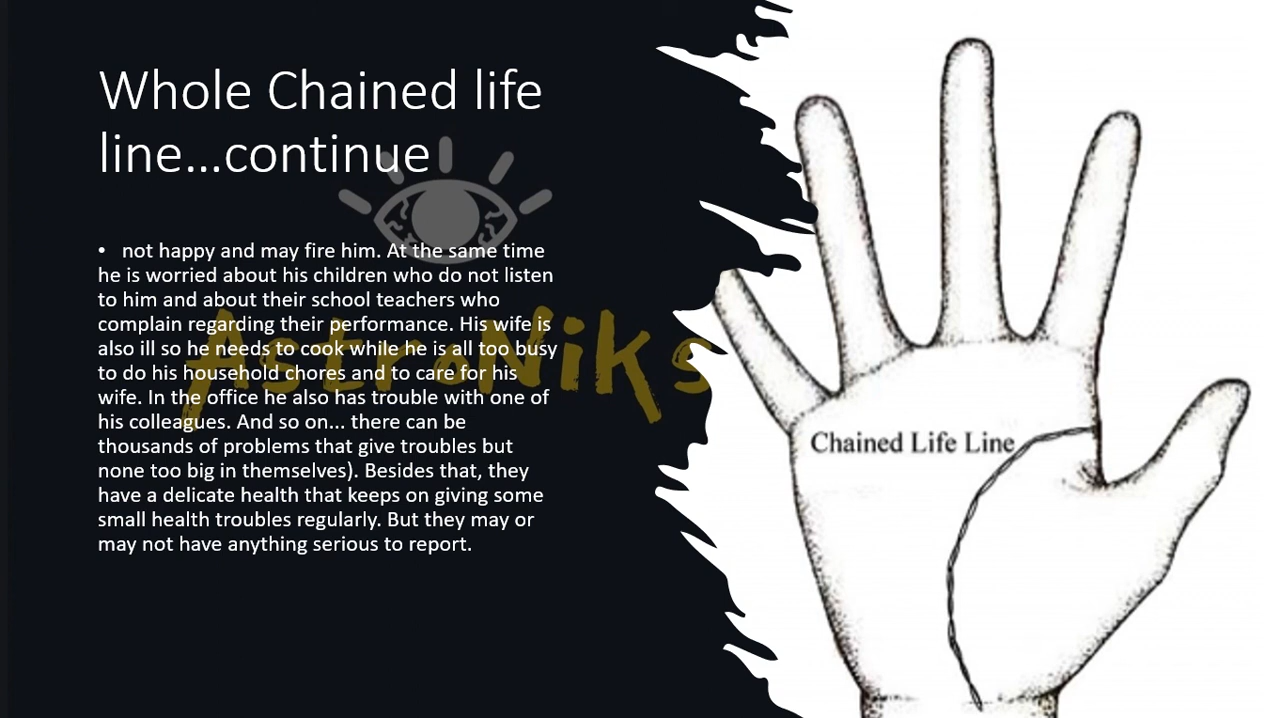 Whole Chained life
line...continue
• not happy and may fire him. At the same time
he is worried about his children who do not listen
to him and about their school teachers who
complain regarding their performance. His wife is
also ill so he needs to cook while he is all too busy
to do his household chores and to care for his
wife. In the office he also has trouble with one of
his colleagues. And so on... there can be
thousands of problems that give troubles but
none too big in themselves). Besides that, they
have a delicate health that keeps on giving some
small health troubles regularly. But they may or
may not have anything serious to report.
AstroNiks
Chained Life Line